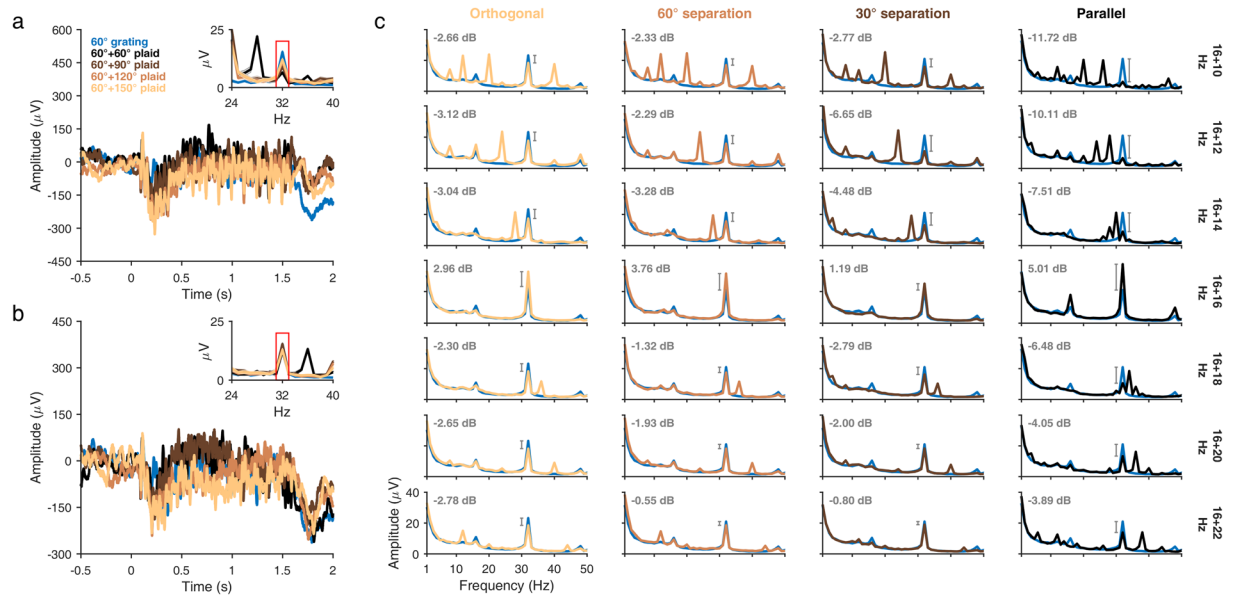 a
600
450
300
150
0
-150
-300
-450
Amplitude (μV)
-0.5
0
0.5
1
1.5
2
Time (s)
60° grating
60°+60° plaid
60°+90° plaid
60°+120° plaid
60°+150° plaid
25
0
μV
24
32
40
Hz
b
450
300
150
0
-150
-300
Amplitude (μV)
-0.5
0
0.5
1
1.5
2
Time (s)
25
0
μV
24
32
40
Hz
c
Orthogonal
60° separation
30° separation
Parallel
-2.66 dB
-2.33 dB
-2.77 dB
-11.72 dB
16+10
Hz
-3.12 dB
-2.29 dB
-6.65 dB
-10.11 dB
16+12
Hz
-3.04 dB
-3.28 dB
-4.48 dB
-7.51 dB
16+14
Hz
2.96 dB
3.76 dB
1.19 dB
5.01 dB
16+16
Hz
-2.30 dB
-1.32 dB
-2.79 dB
-6.48 dB
16+18
Hz
-2.65 dB
-1.93 dB
-2.00 dB
-4.05 dB
16+20
Hz
-2.78 dB
-0.55 dB
-0.80 dB
-3.89 dB
16+22
Hz
40
20
0
Amplitude (μV)
1
10
20
30
40
50
Frequency (Hz)